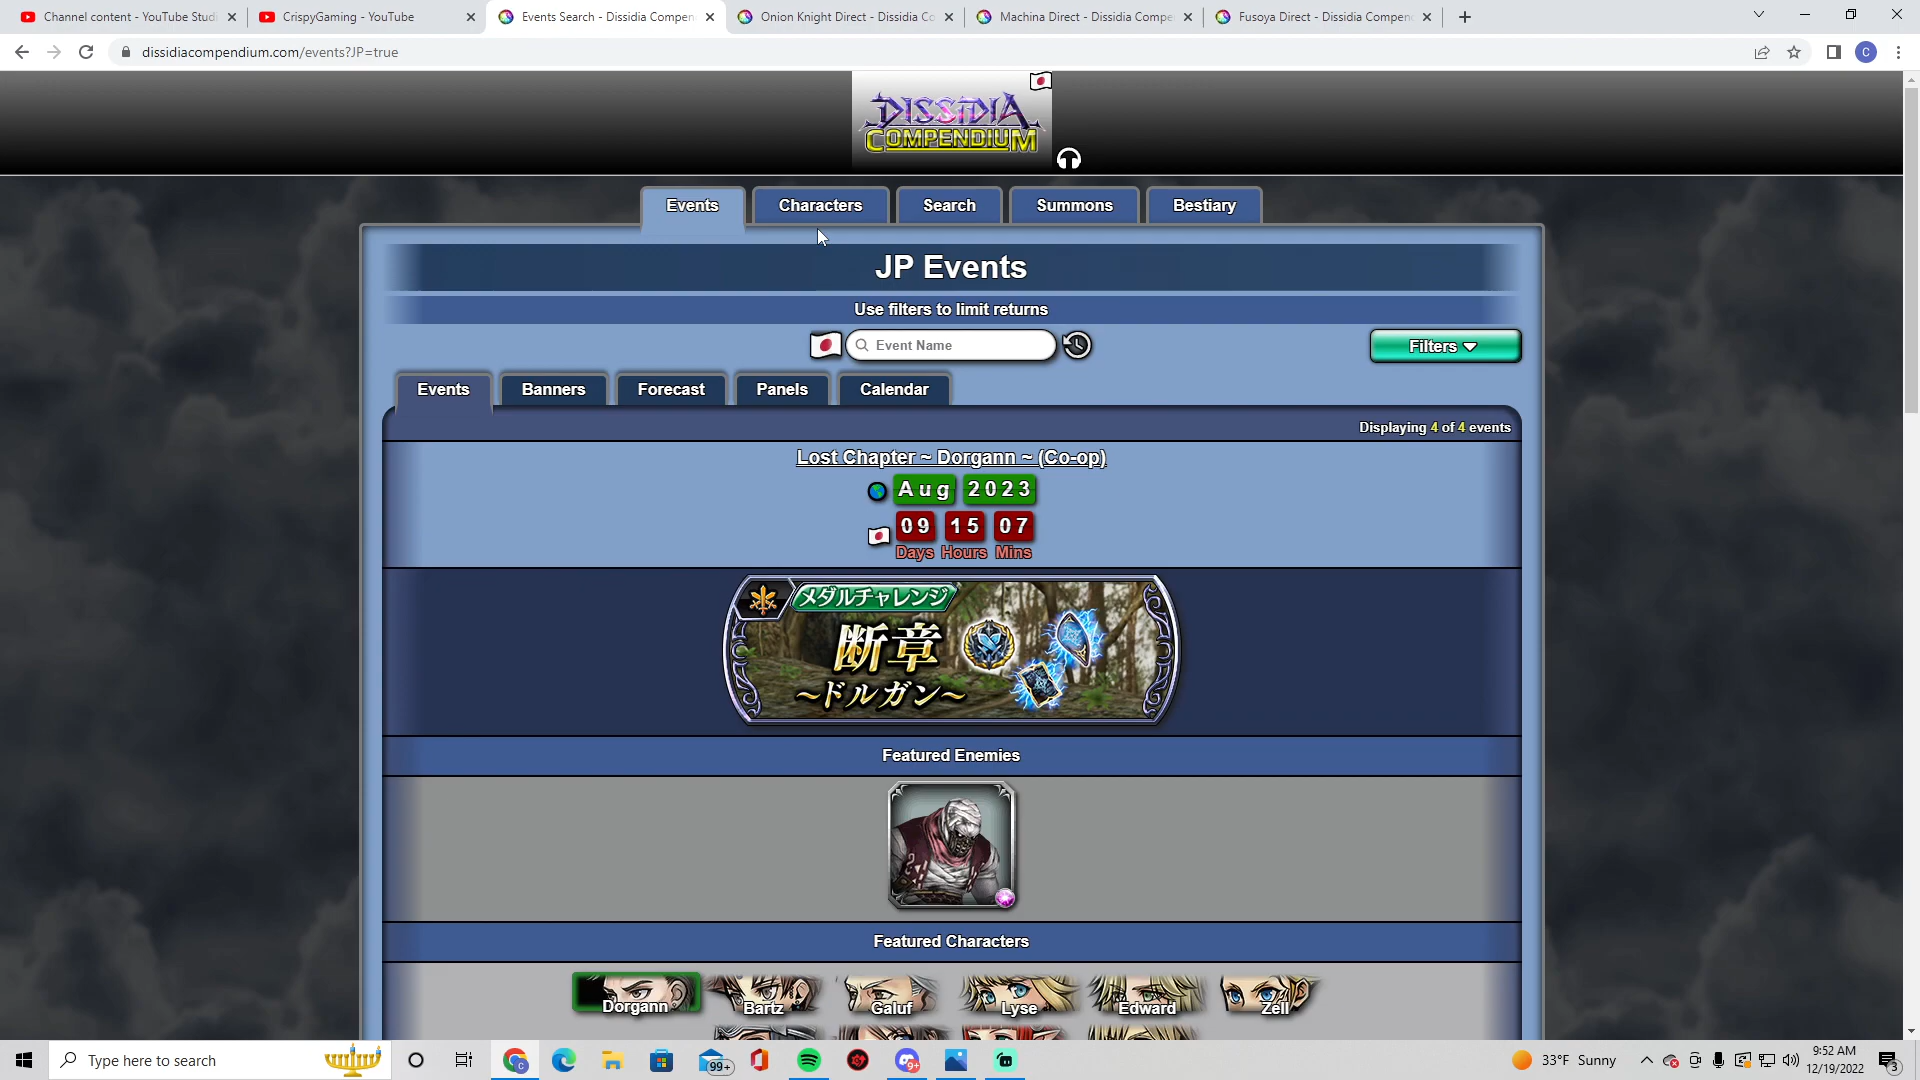 Channel content - YouTube Studi
CrispyGaming - YouTube
Events Search - Dissidia Compen
Onion Knight Direct - Dissidia Co
Machina Direct - Dissidia Compe
Fusoya Direct - Dissidia Compend
dissidiacompendium.com/events?JP=true
C
DISSIDIA
COMPENDIUM
Events
Characters
Search
Summons
Bestiary
JP Events
Use filters to limit returns
Event Name
Filters
Events
Banners
Forecast
Panels
Calendar
Displaying 4 of 4 events
Lost Chapter ~ Dorgann ~ (Co-op)
Aug 2023
09 15 07
Days Hours Mins
メダルチャレンジ
断章
～ドルガン～
Featured Enemies
Featured Characters
Dorgann
Bartz
Galuf
Lyse
Edward
Zell
Type here to search
C
99+
9+
33°F Sunny
9:52 AM
12/19/2022
3